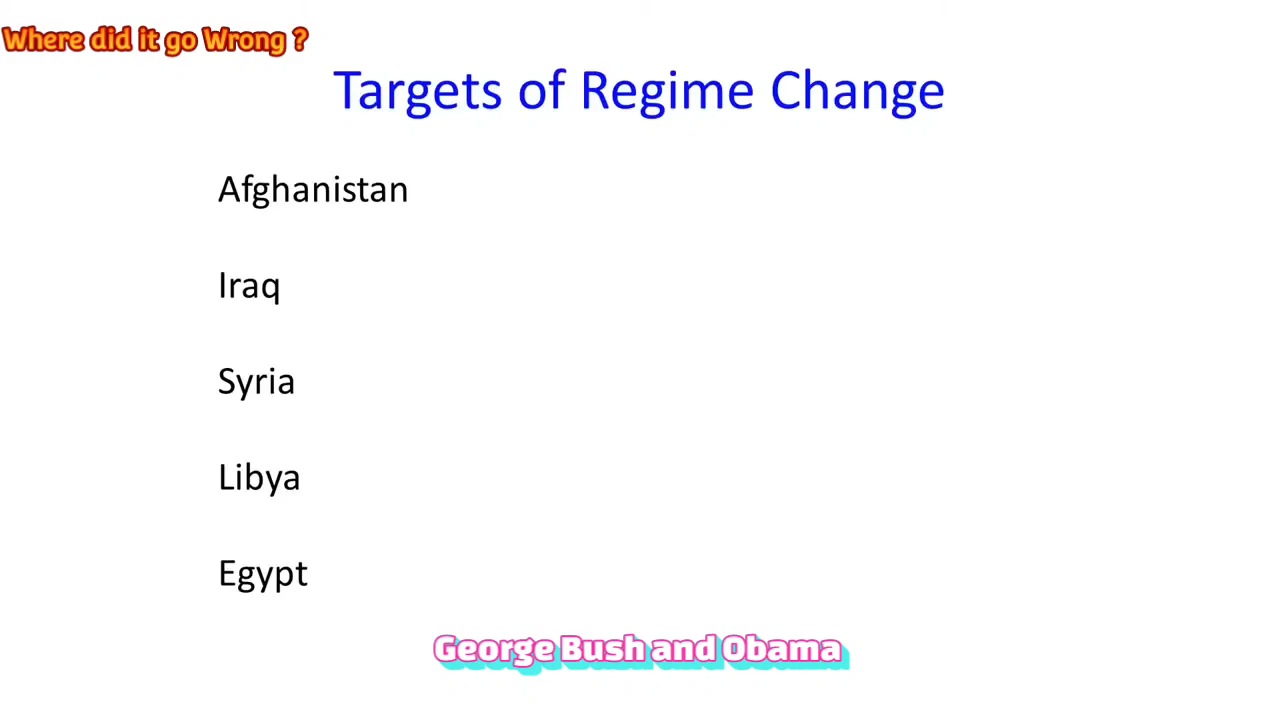 Where did it go Wrong ?
Targets of Regime Change
Afghanistan
Iraq
Syria
Libya
Egypt
George Bush and Obama